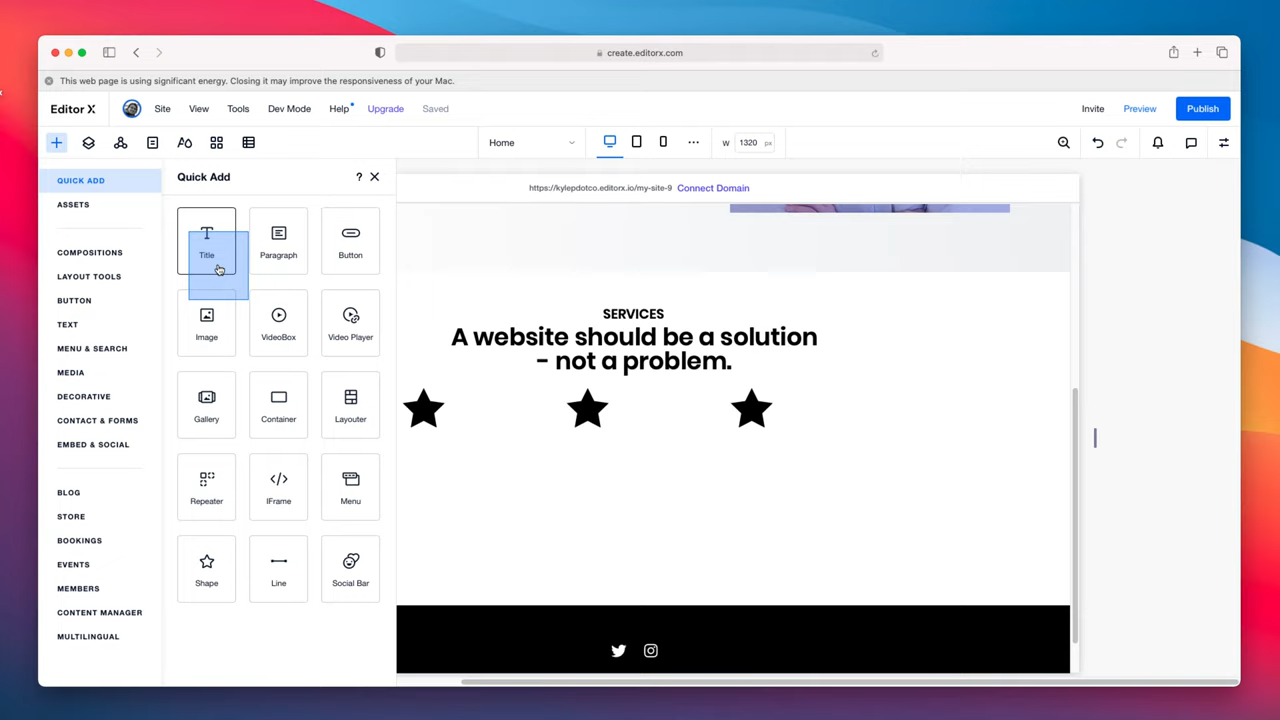 create.editorx.com
This web page is using significant energy. Closing it may improve the responsiveness of your Mac.
Editor X Site View Tools Dev Mode Help Upgrade Saved Invite Preview Publish
Home W 1320 px
QUICK ADD
ASSETS
COMPOSITIONS
LAYOUT TOOLS
BUTTON
TEXT
MENU & SEARCH
MEDIA
DECORATIVE
CONTACT & FORMS
EMBED & SOCIAL
BLOG
STORE
BOOKINGS
EVENTS
MEMBERS
CONTENT MANAGER
MULTILINGUAL
Quick Add ?
Title Paragraph Button
Image VideoBox Video Player
Gallery Container Layouter
Repeater IFrame Menu
Shape Line Social Bar
https://kylepdotco.editorx.io/my-site-9 Connect Domain
SERVICES
A website should be a solution
- not a problem.